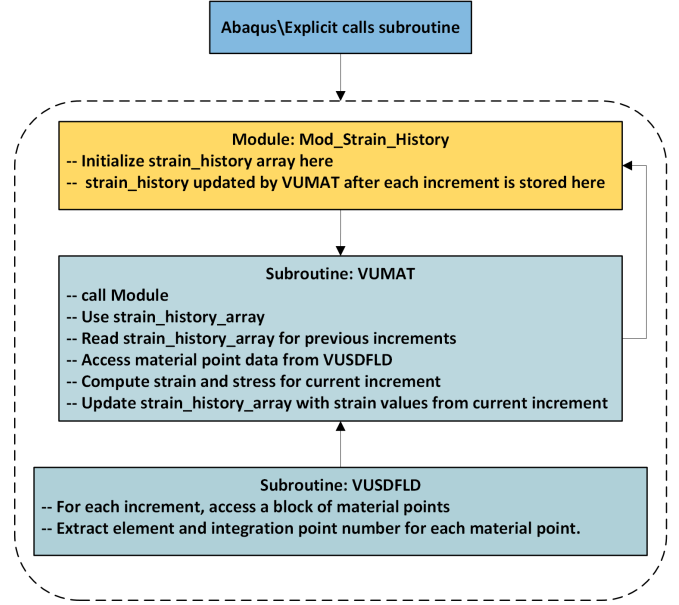 Abaqus\Explicit calls subroutine
Module: Mod_Strain_History
-- Initialize strain_history array here
-- strain_history updated by VUMAT after each increment is stored here
Subroutine: VUMAT
-- call Module
-- Use strain_history_array
-- Read strain_history_array for previous increments
-- Access material point data from VUSDFLD
-- Compute strain and stress for current increment
-- Update strain_history_array with strain values from current increment
Subroutine: VUSDFLD
-- For each increment, access a block of material points
-- Extract element and integration point number for each material point.